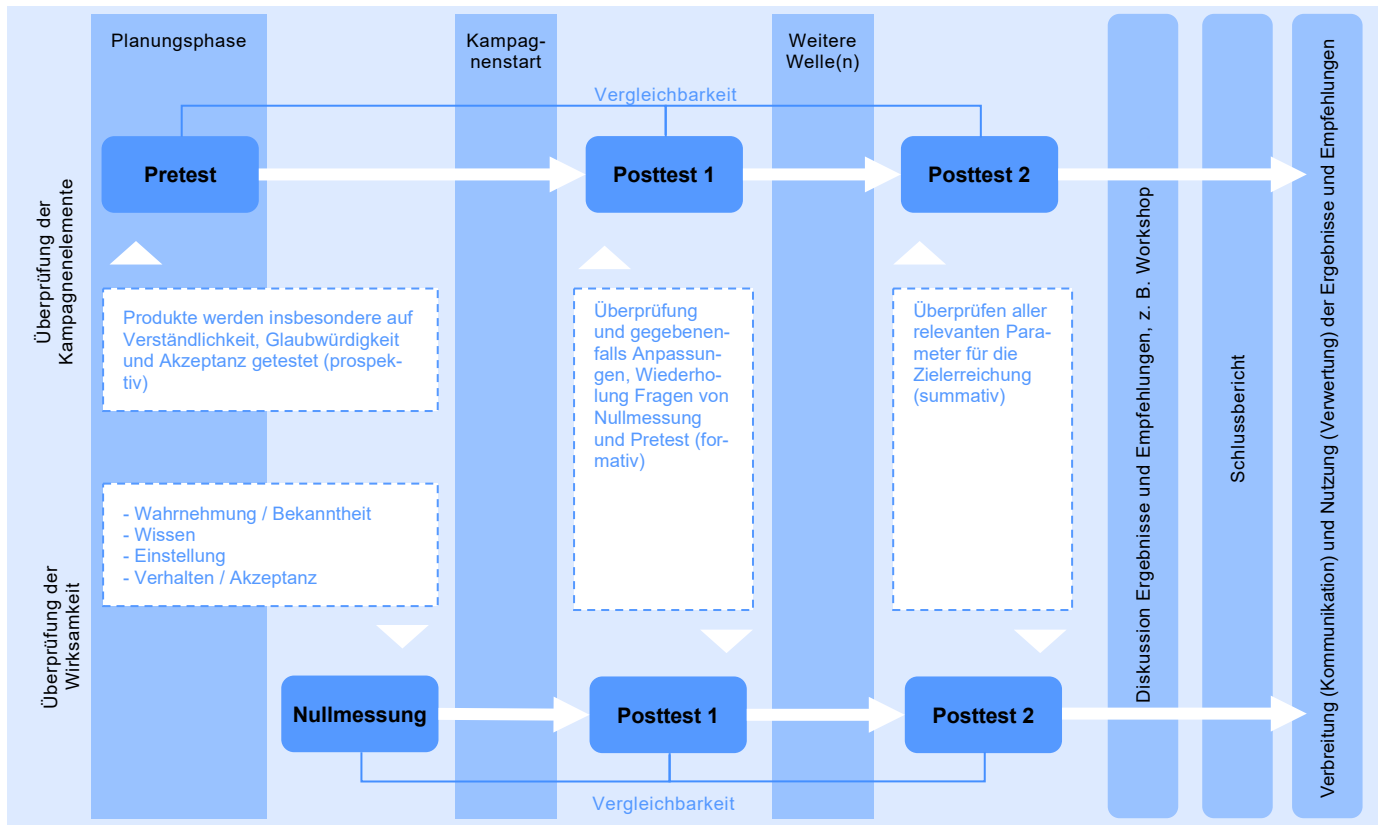 Planungsphase
Kampag-
nenstart
Weitere
Welle(n)
Vergleichbarkeit
Überprüfung der
Kampagnenelemente
Pretest
Posttest 1
Posttest 2
Produkte werden insbesondere auf
Verständlichkeit, Glaubwürdigkeit
und Akzeptanz getestet (prospek-
tiv)
Überprüfung
und gegebenen-
falls Anpassun-
gen, Wiederho-
lung Fragen von
Nullmessung
und Pretest (for-
mativ)
Überprüfen aller
relevanten Para-
meter für die
Zielerreichung
(summativ)
- Wahrnehmung / Bekanntheit
- Wissen
- Einstellung
- Verhalten / Akzeptanz
Überprüfung der
Wirksamkeit
Nullmessung
Posttest 1
Posttest 2
Vergleichbarkeit
Diskussion Ergebnisse und Empfehlungen, z. B. Workshop
Schlussbericht
Verbreitung (Kommunikation) und Nutzung (Verwertung) der Ergebnisse und Empfehlungen